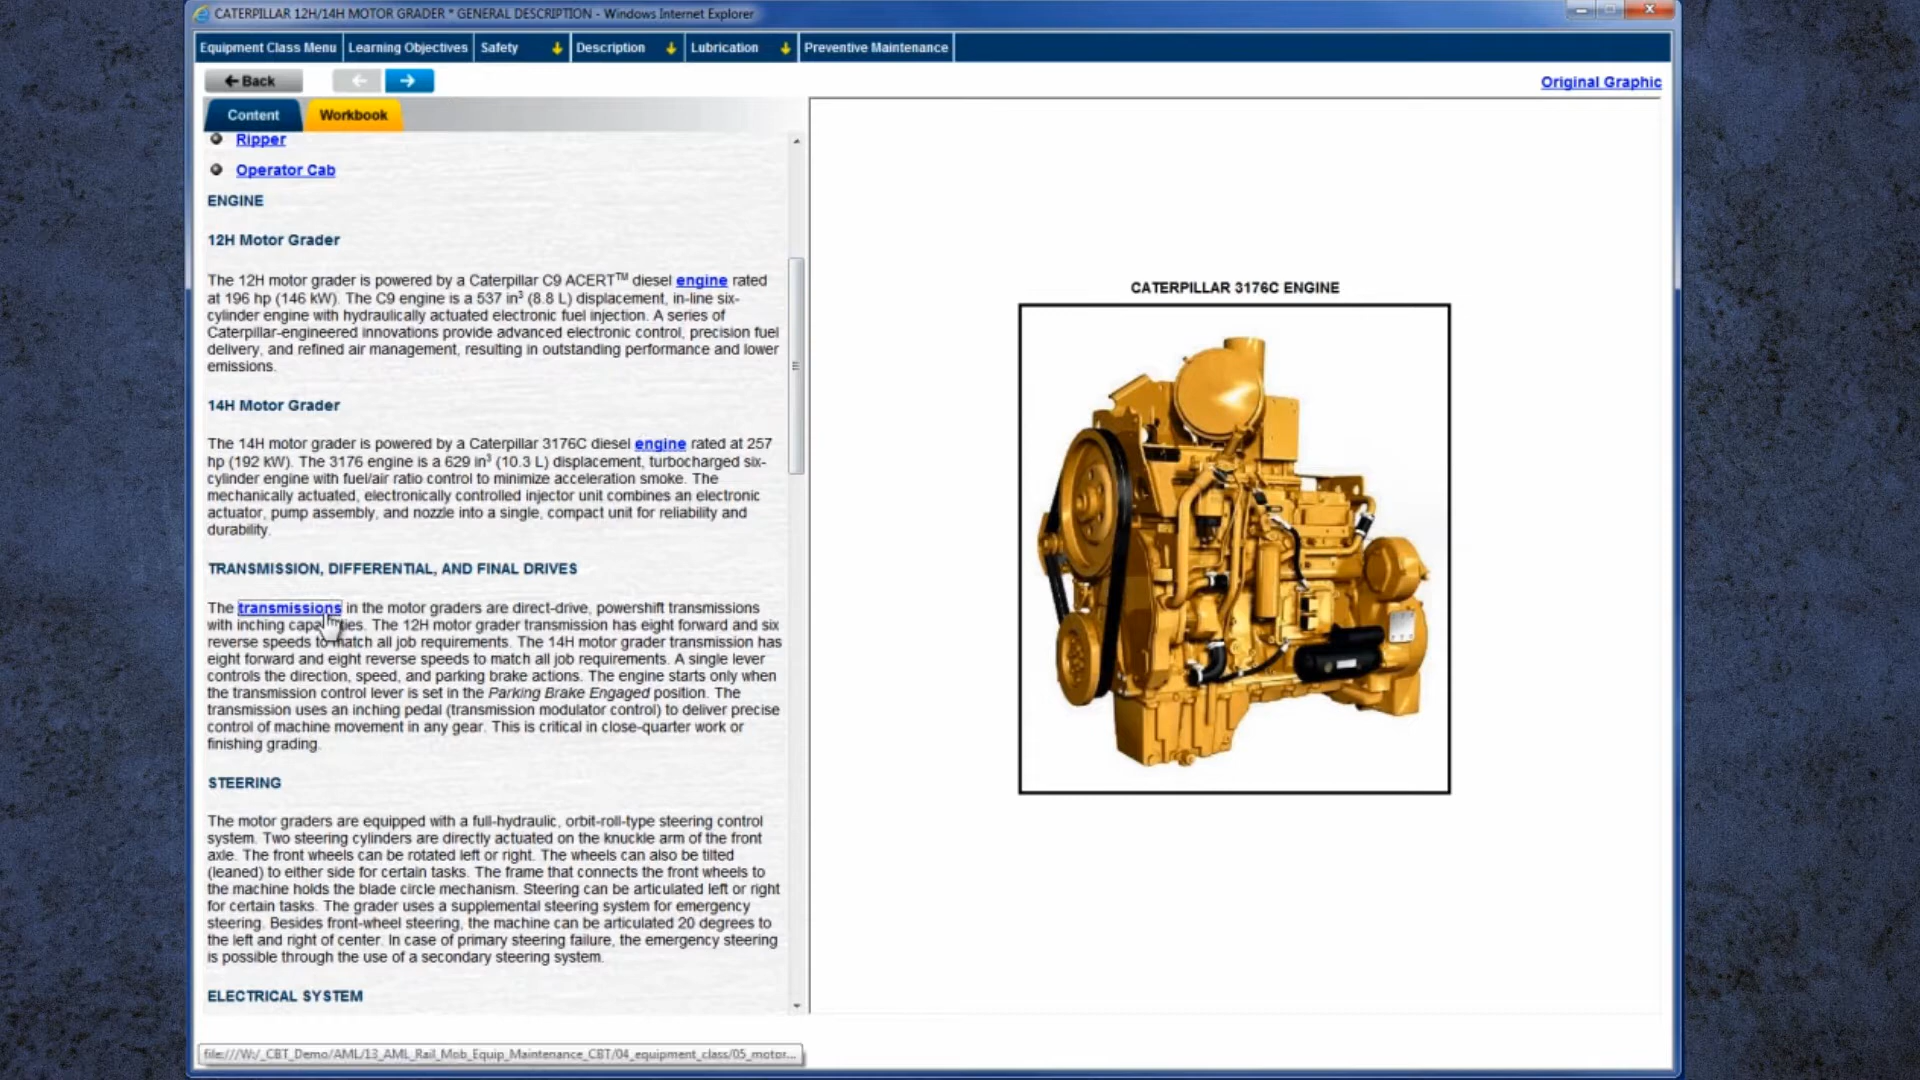 CATERPILLAR 12H/14H MOTOR GRADER * GENERAL DESCRIPTION - Windows Internet Explorer
Equipment Class Menu Learning Objectives Safety Description Lubrication Preventive Maintenance
Back
Original Graphic
Content Workbook
Ripper
Operator Cab
ENGINE
12H Motor Grader
The 12H motor grader is powered by a Caterpillar C9 ACERT™ diesel engine rated
at 196 hp (146 kW). The C9 engine is a 537 in³ (8.8 L) displacement, in-line six-
cylinder engine with hydraulically actuated electronic fuel injection. A series of
Caterpillar-engineered innovations provide advanced electronic control, precision fuel
delivery, and refined air management, resulting in outstanding performance and lower
emissions.
14H Motor Grader
The 14H motor grader is powered by a Caterpillar 3176C diesel engine rated at 257
hp (192 kW). The 3176 engine is a 629 in³ (10.3 L) displacement, turbocharged six-
cylinder engine with fuel/air ratio control to minimize acceleration smoke. The
mechanically actuated, electronically controlled injector unit combines an electronic
actuator, pump assembly, and nozzle into a single, compact unit for reliability and
durability.
TRANSMISSION, DIFFERENTIAL, AND FINAL DRIVES
The transmissions in the motor graders are direct-drive, powershift transmissions
with inching capabilities. The 12H motor grader transmission has eight forward and six
reverse speeds to match all job requirements. The 14H motor grader transmission has
eight forward and eight reverse speeds to match all job requirements. A single lever
controls the direction, speed, and parking brake actions. The engine starts only when
the transmission control lever is set in the Parking Brake Engaged position. The
transmission uses an inching pedal (transmission modulator control) to deliver precise
control of machine movement in any gear. This is critical in close-quarter work or
finishing grading.
STEERING
The motor graders are equipped with a full-hydraulic, orbit-roll-type steering control
system. Two steering cylinders are directly actuated on the knuckle arm of the front
axle. The front wheels can be rotated left or right. The wheels can also be tilted
(leaned) to either side for certain tasks. The frame that connects the front wheels to
the machine holds the blade circle mechanism. Steering can be articulated left or right
for certain tasks. The grader uses a supplemental steering system for emergency
steering. Besides front-wheel steering, the machine can be articulated 20 degrees to
the left and right of center. In case of primary steering failure, the emergency steering
is possible through the use of a secondary steering system.
ELECTRICAL SYSTEM
CATERPILLAR 3176C ENGINE
file:///W:/_CBT_Demo/AML/13_AML_Rail_Mob_Equip_Maintenance_CBT/04_equipment_class/05_motor...